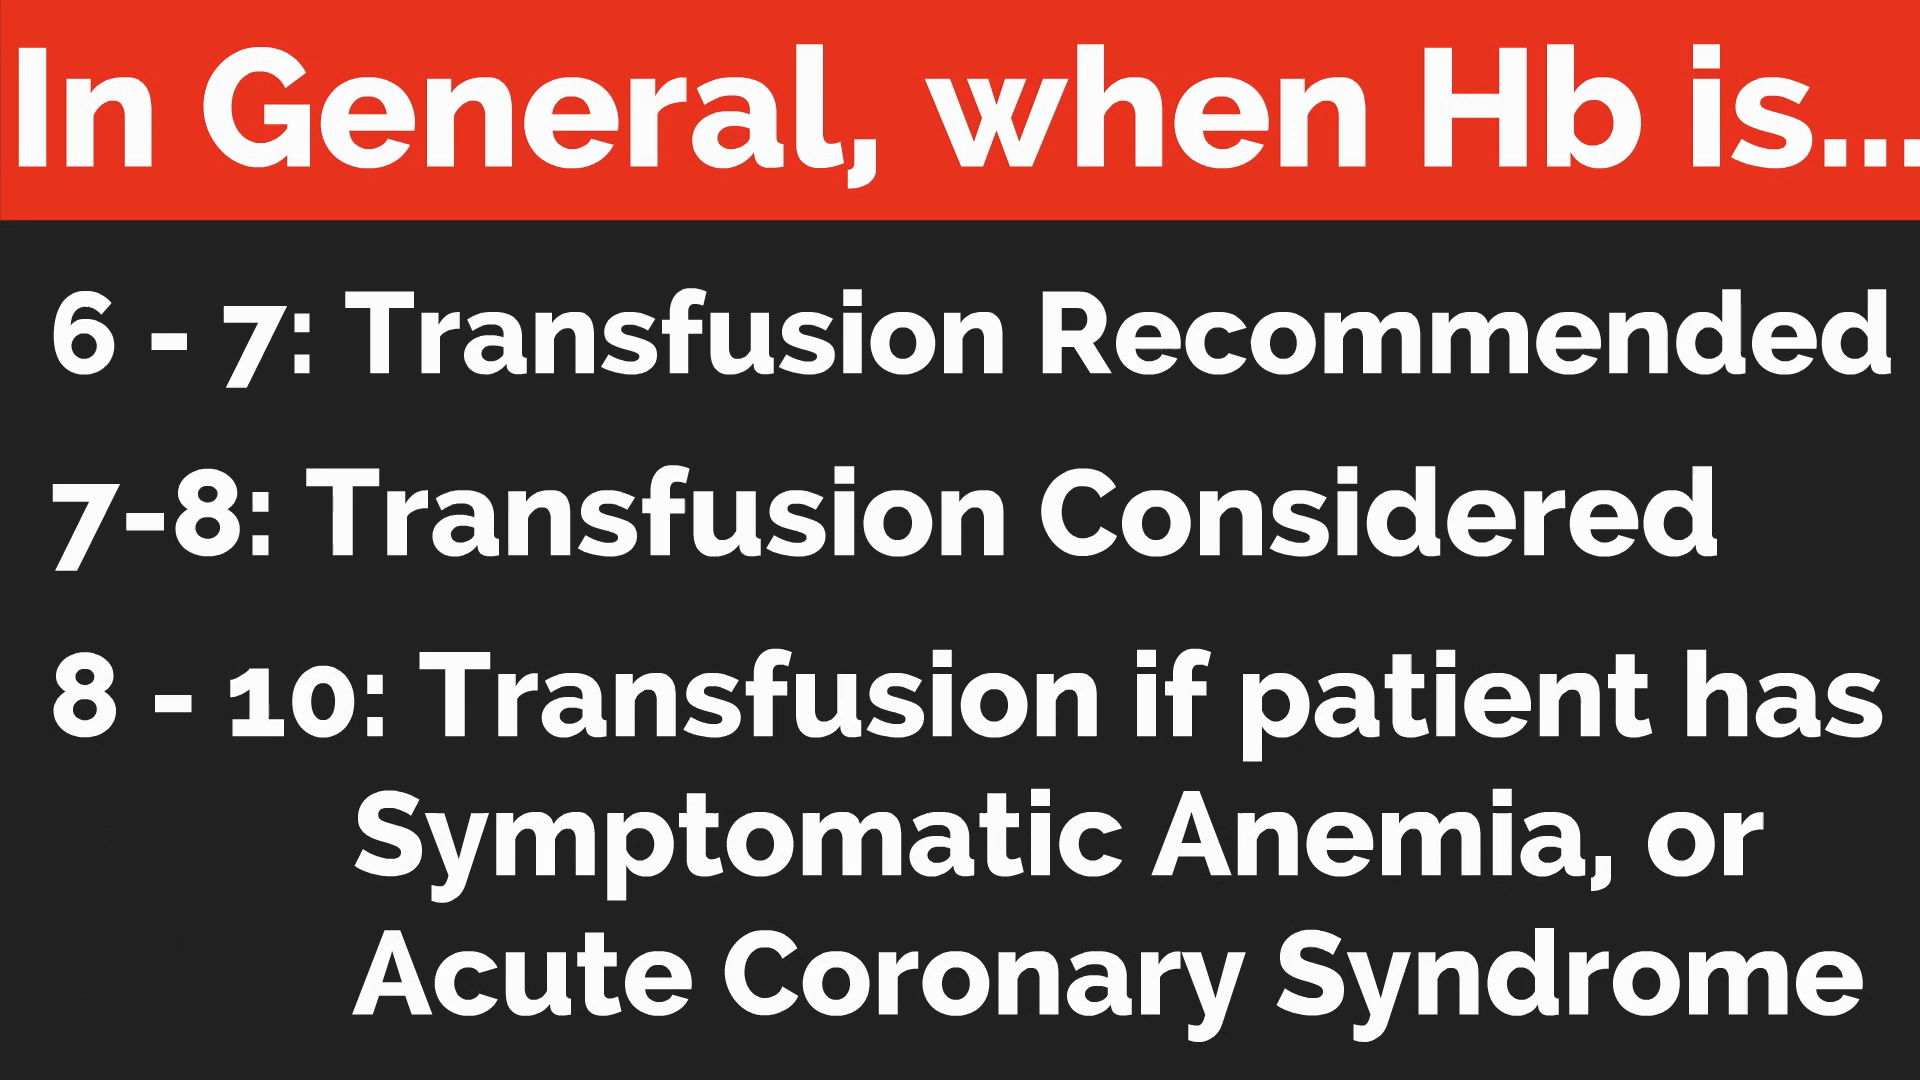 In General, when Hb is...
6 - 7: Transfusion Recommended
7-8: Transfusion Considered
8 - 10: Transfusion if patient has
Symptomatic Anemia, or
Acute Coronary Syndrome